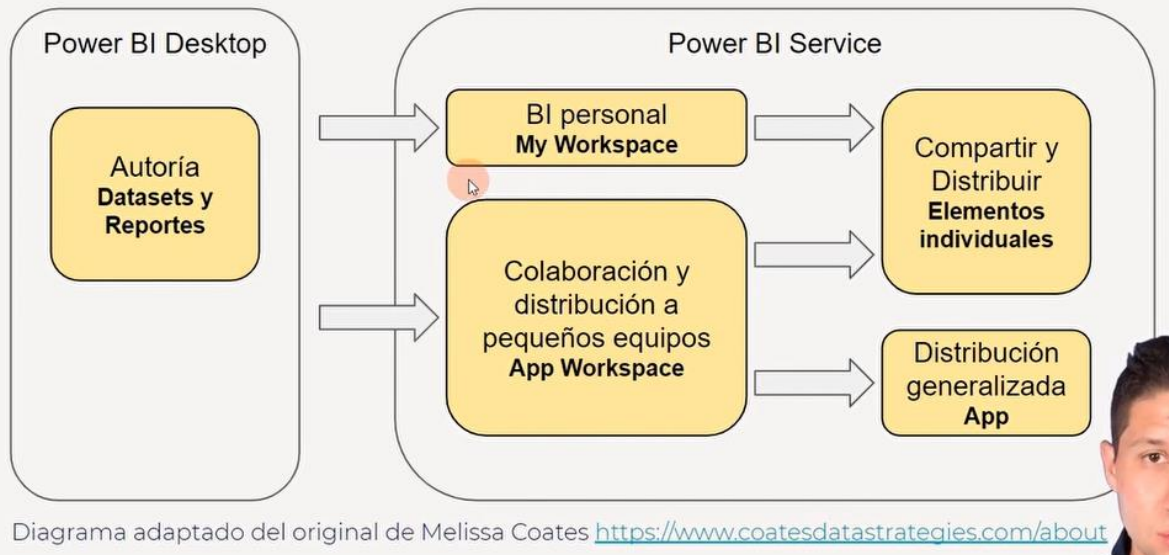 Power BI Desktop
Autoría
Datasets y
Reportes
Power BI Service
BI personal
My Workspace
Colaboración y
distribución a
pequeños equipos
App Workspace
Compartir y
Distribuir
Elementos
individuales
Distribución
generalizada
App
Diagrama adaptado del original de Melissa Coates https://www.coatesdatastrategies.com/about